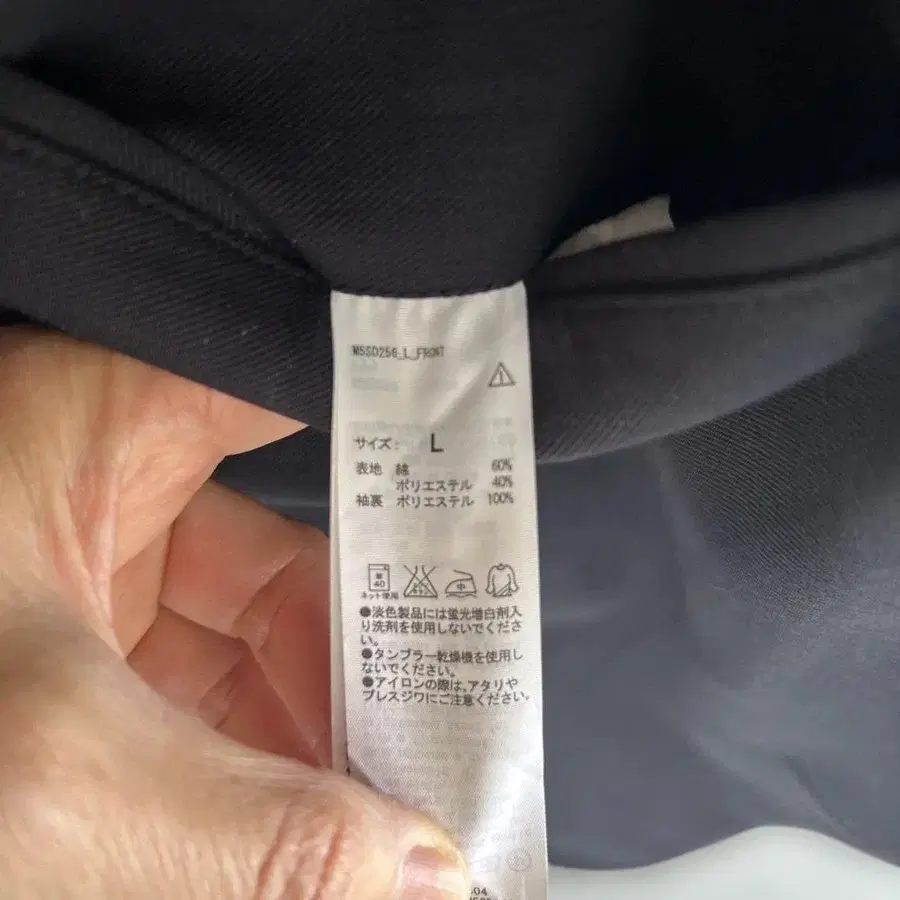 MSSD256_L_FRONT
サイズ: L
表地 綿 60%
ポリエステル 40%
袖裏 ポリエステル 100%
40
ネット使用
中
●淡色製品には蛍光増白剤入
り洗剤を使用しないでくださ
い。
●タンブラー乾燥機を使用し
ないでください。
●アイロンの際は、アタリや
プレスジワにご注意ください。